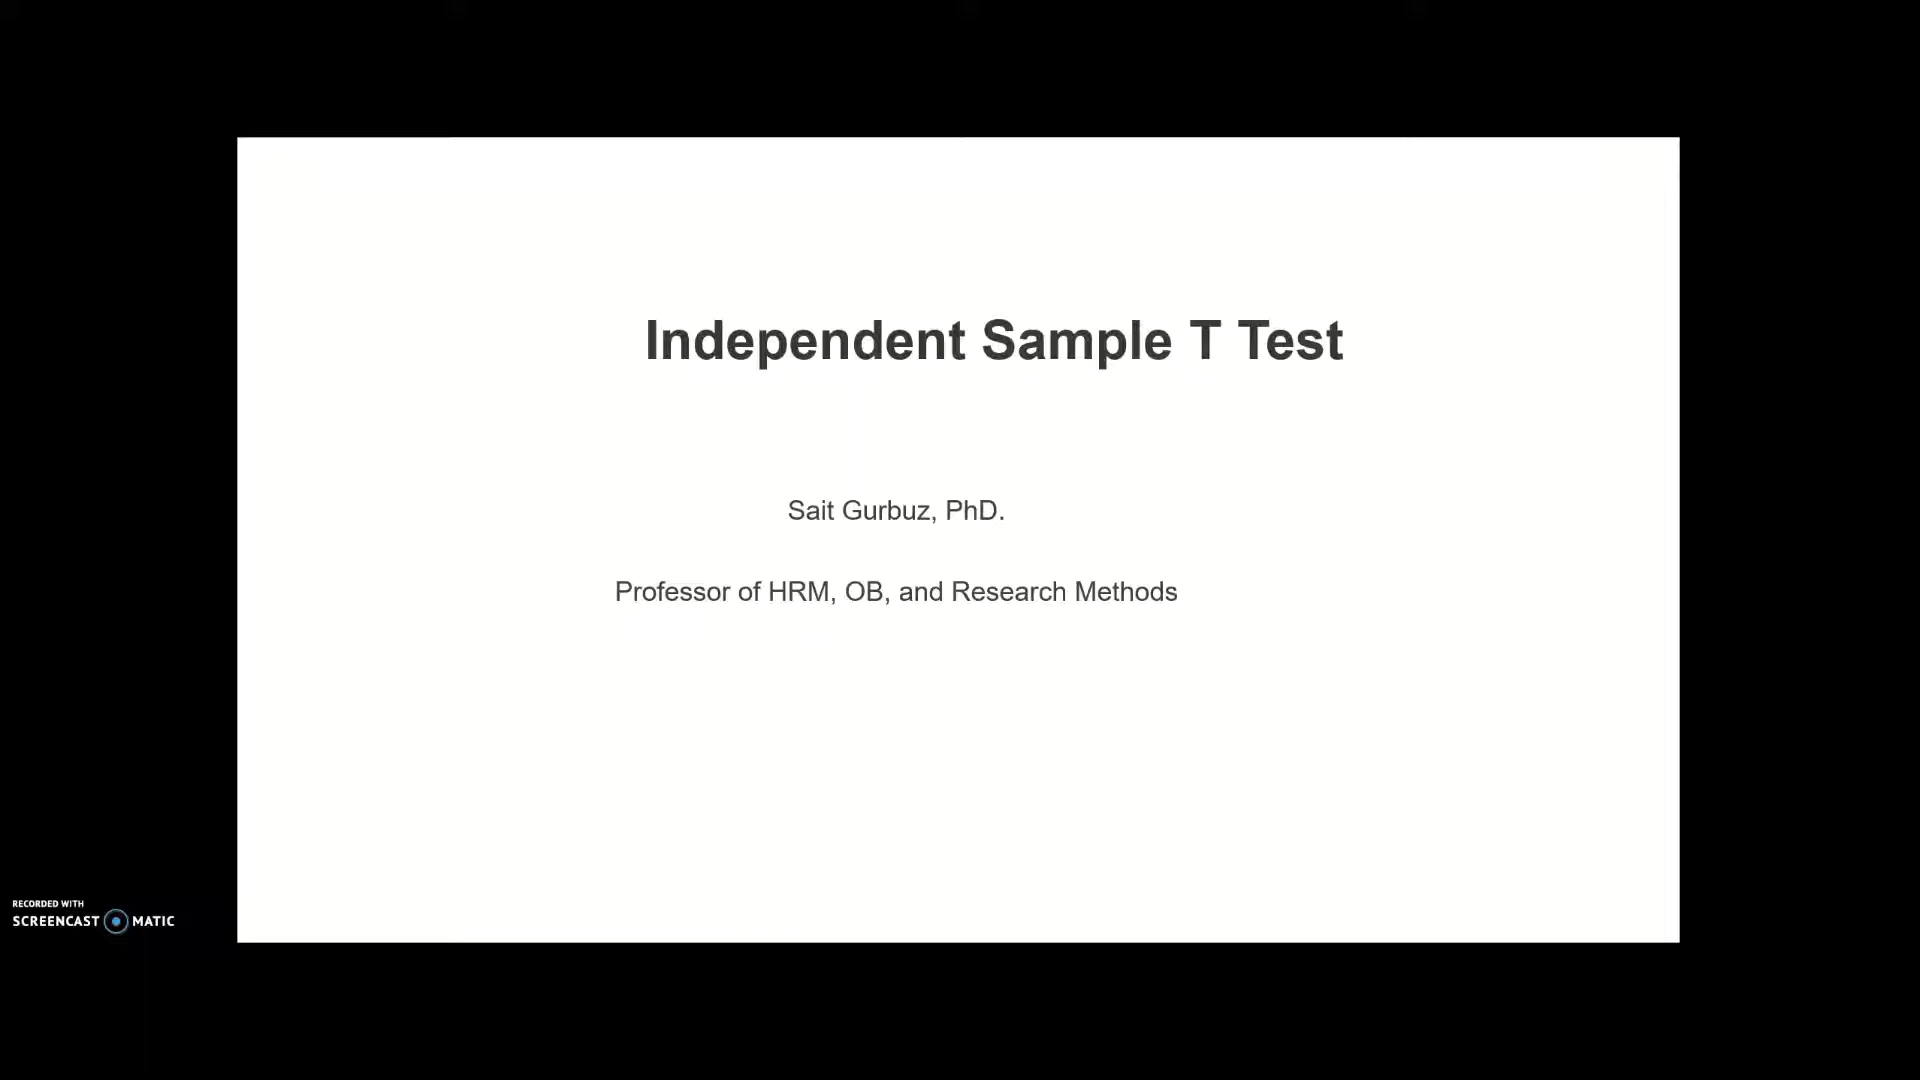 Independent Sample T Test
Sait Gurbuz, PhD.
Professor of HRM, OB, and Research Methods
RECORDED WITH
SCREENCAST MATIC